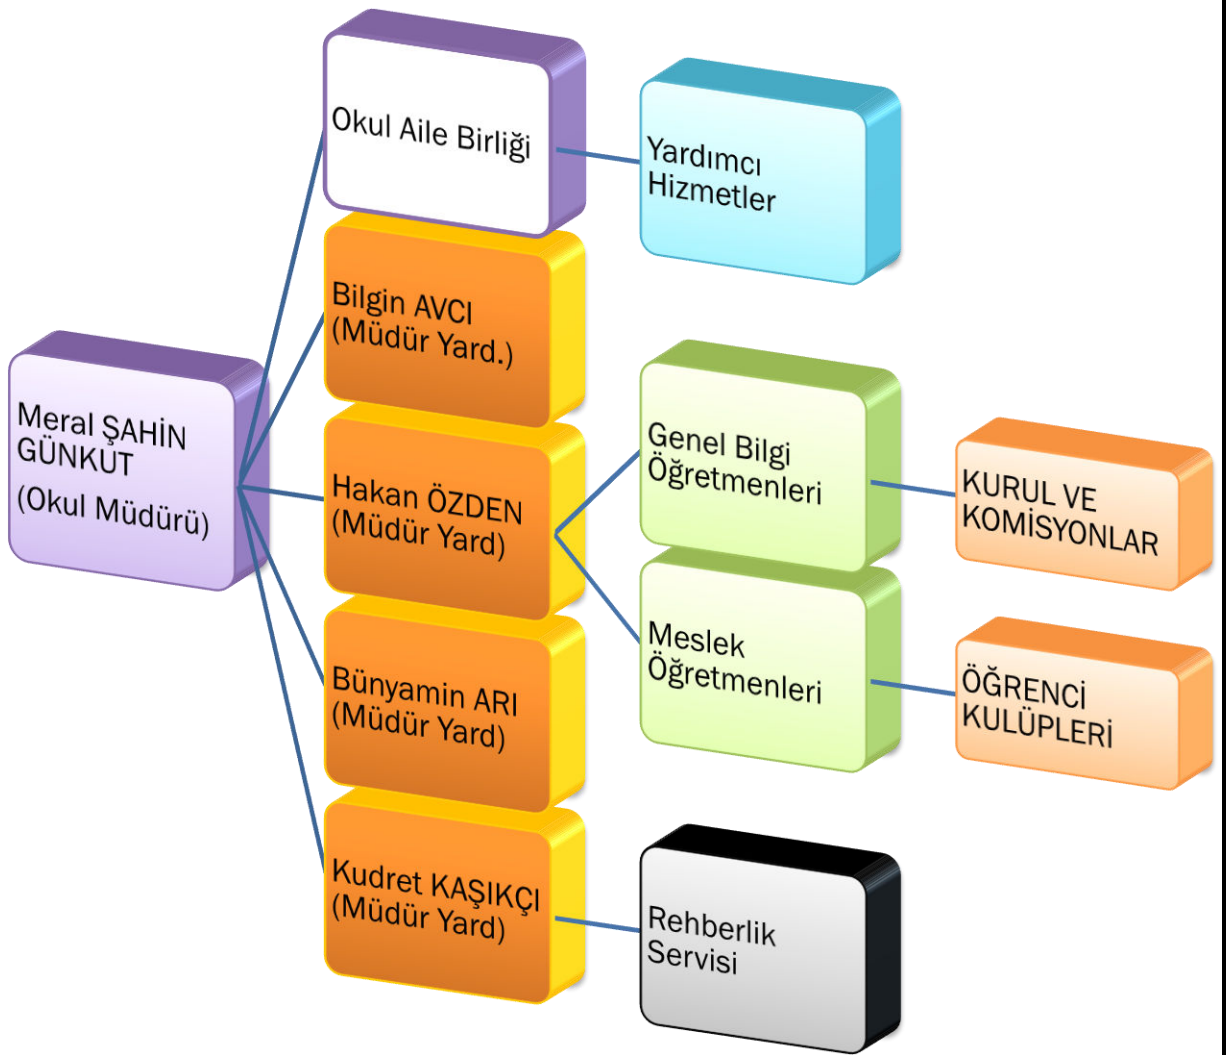 Meral ŞAHİN
GÜNKUT
(Okul Müdürü)
Okul Aile Birliği
Yardımcı
Hizmetler
Bilgin AVCI
(Müdür Yard.)
Hakan ÖZDEN
(Müdür Yard)
Genel Bilgi
Öğretmenleri
KURUL VE
KOMİSYONLAR
Meslek
Öğretmenleri
ÖĞRENCİ
KULÜPLERİ
Bünyamin ARI
(Müdür Yard)
Kudret KAŞIKÇI
(Müdür Yard)
Rehberlik
Servisi